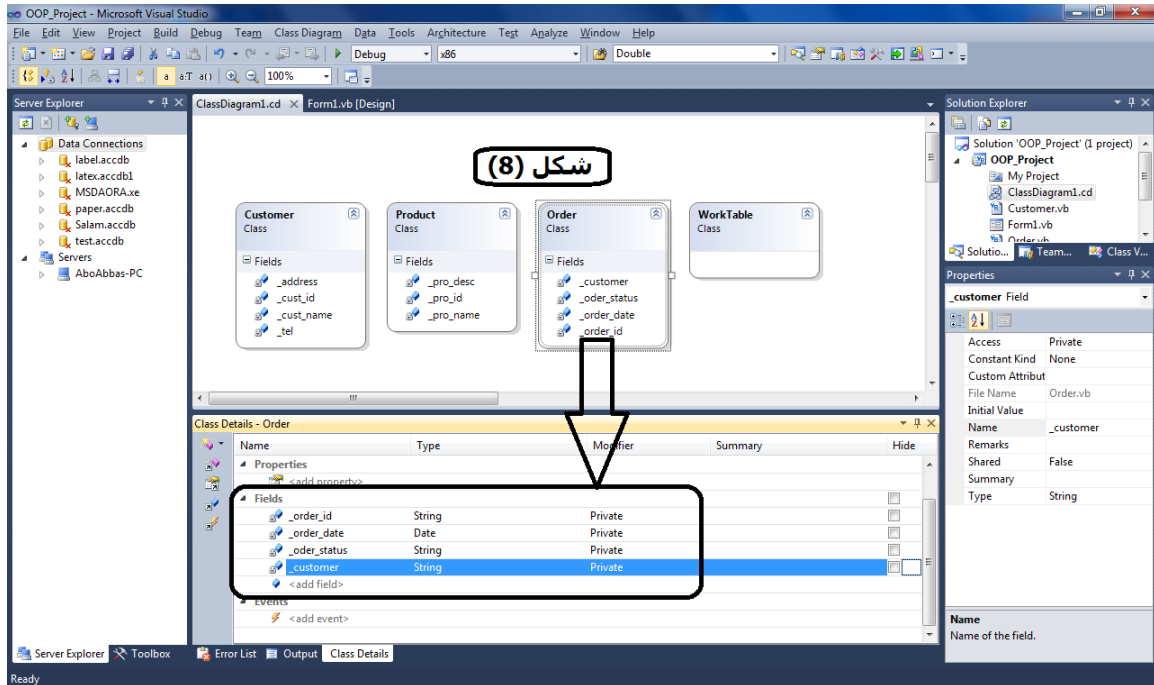 OOP_Project - Microsoft Visual Studio
File Edit View Project Build Debug Team Class Diagram Data Tools Architecture Test Analyze Window Help
Debug x86 Double
a a:T a() 100%
Server Explorer
Data Connections
label.accdb
latex.accdb1
MSDAORA.xe
paper.accdb
Salam.accdb
test.accdb
Servers
AboAbbas-PC
Server Explorer Toolbox
ClassDiagram1.cd Form1.vb [Design]
شكل (8)
Customer
Class
Fields
_address
_cust_id
_cust_name
_tel
Product
Class
Fields
_pro_desc
_pro_id
_pro_name
Order
Class
Fields
_customer
_oder_status
_order_date
_order_id
WorkTable
Class
Class Details - Order
Name Type Modifier Summary Hide
Properties
<add property>
Fields
_order_id String Private
_order_date Date Private
_oder_status String Private
_customer String Private
<add field>
Events
<add event>
Error List Output Class Details
Solution Explorer
Solution 'OOP_Project' (1 project)
OOP_Project
My Project
ClassDiagram1.cd
Customer.vb
Form1.vb
Order.vb
Solutio... Team... Class V...
Properties
_customer Field
Access Private
Constant Kind None
Custom Attribut
File Name Order.vb
Initial Value
Name _customer
Remarks
Shared False
Summary
Type String
Name
Name of the field.
Ready